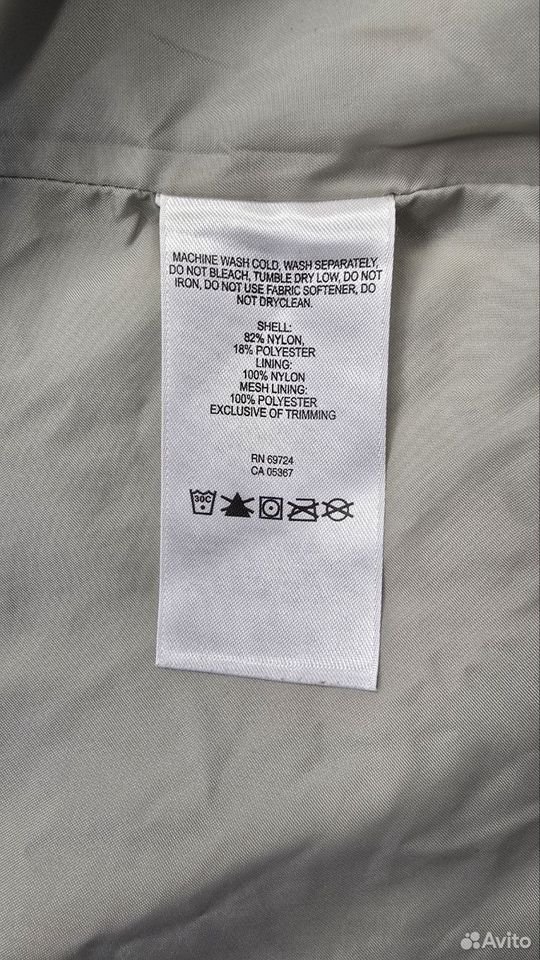 MACHINE WASH COLD, WASH SEPARATELY,
DO NOT BLEACH, TUMBLE DRY LOW, DO NOT
IRON, DO NOT USE FABRIC SOFTENER, DO
NOT DRYCLEAN.
SHELL:
82% NYLON,
18% POLYESTER
LINING:
100% NYLON
MESH LINING:
100% POLYESTER
EXCLUSIVE OF TRIMMING
RN 69724
CA 05367
30C
Avito